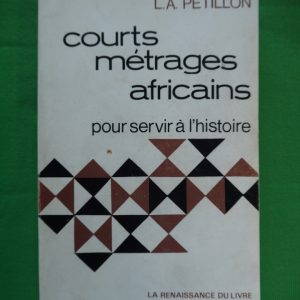 L.A. PETILLON
courts
métrages
africains
pour servir à l'histoire
LA RENAISSANCE DU LIVRE